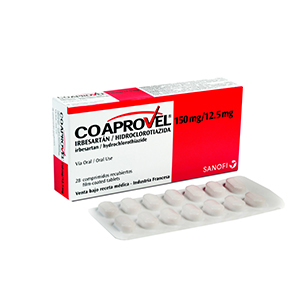 COAPROVEL®
150 mg/12.5 mg
IRBESARTÁN / HIDROCLOROTIAZIDA
irbesartan / hydrochlorothiazide
Vía Oral / Oral Use
28 comprimidos recubiertos
film-coated tablets
Venta bajo receta médica - Industria Francesa
SANOFI